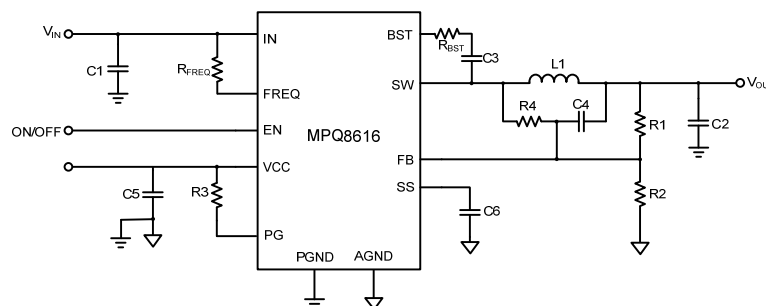 VIN
C1
RFREQ
IN
FREQ
ON/OFF
EN
VCC
C5
R3
PG
MPQ8616
PGND
AGND
BST
RBST
C3
SW
L1
R4
C4
FB
SS
C6
R1
R2
C2